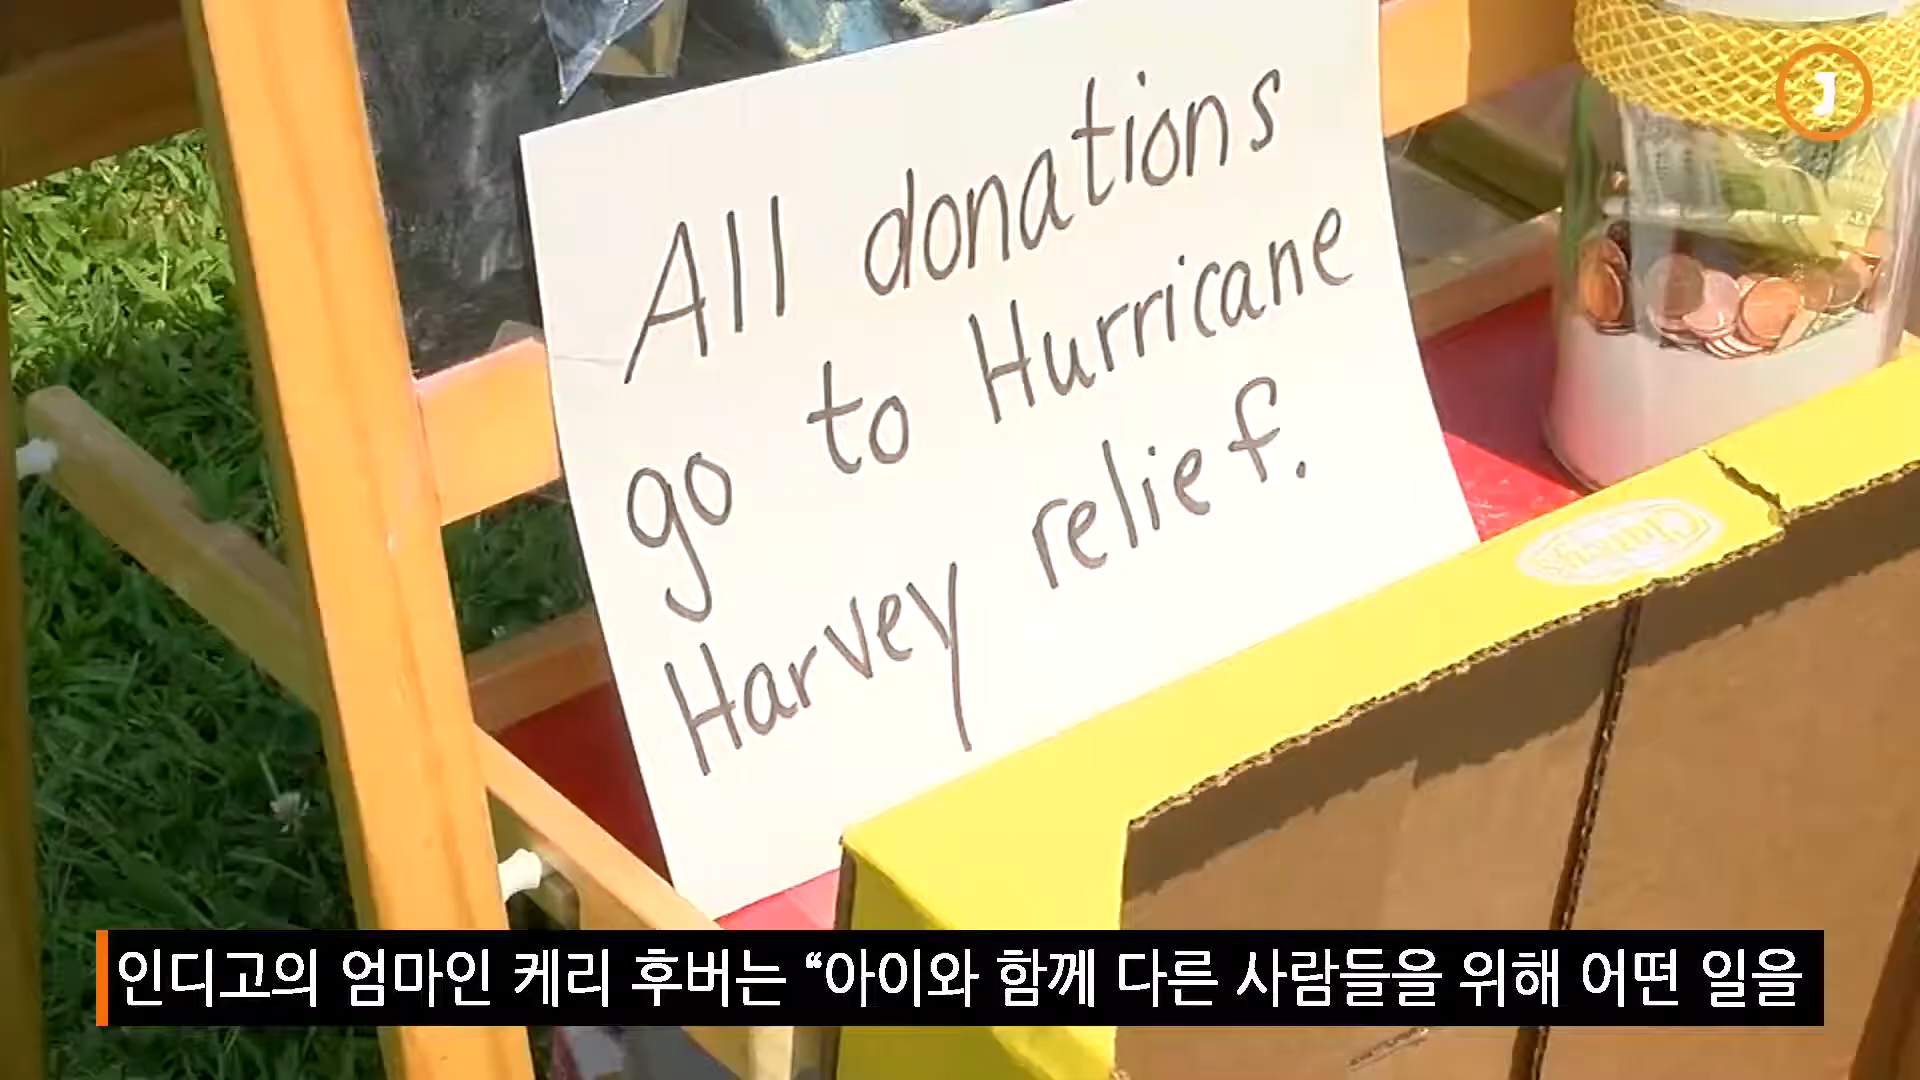 J
All donations
go to Hurricane
Harvey relief.
인디고의 엄마인 케리 후버는 “아이와 함께 다른 사람들을 위해 어떤 일을